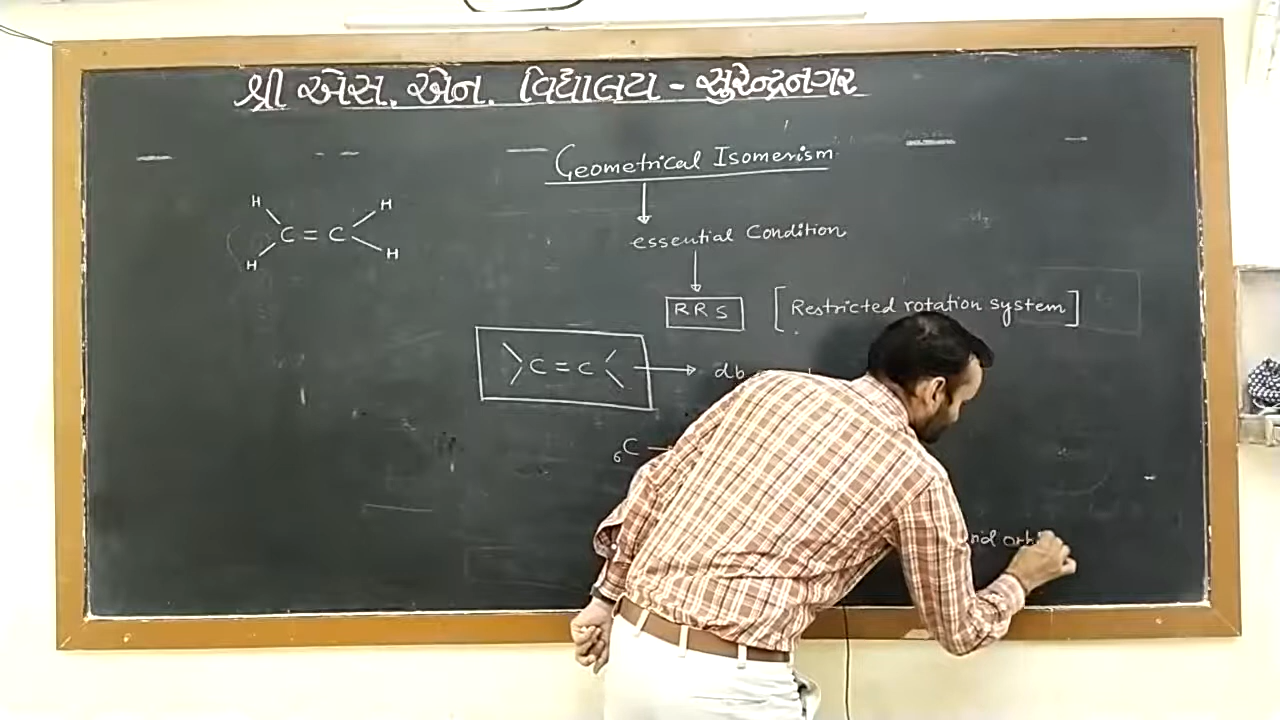 શ્રી એસ. એન. વિદ્યાલય - સુરેન્દ્રનગર
Geometrical Isomerism
essential Condition
RRS [Restricted rotation system]
H H
C = C
H H
C = C → db
₆C